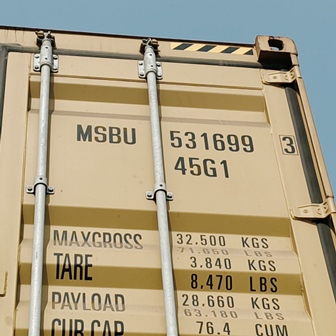 MSBU 531699 3
45G1
MAXGROSS 32.500 KGS
71.650 LBS
TARE 3.840 KGS
8.470 LBS
PAYLOAD 28.660 KGS
63.180 LBS
CUB.CAP. 76.4 CUM